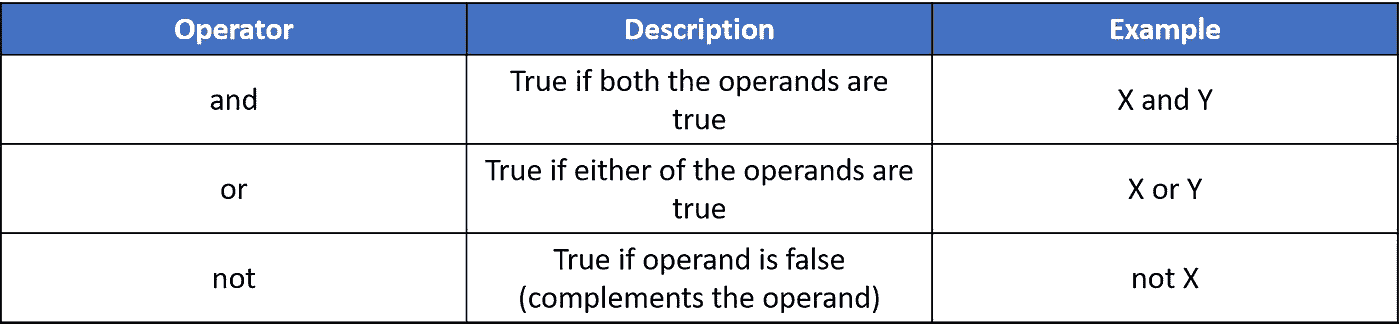 Operator Description Example
and True if both the operands are true X and Y
or True if either of the operands are true X or Y
not True if operand is false (complements the operand) not X